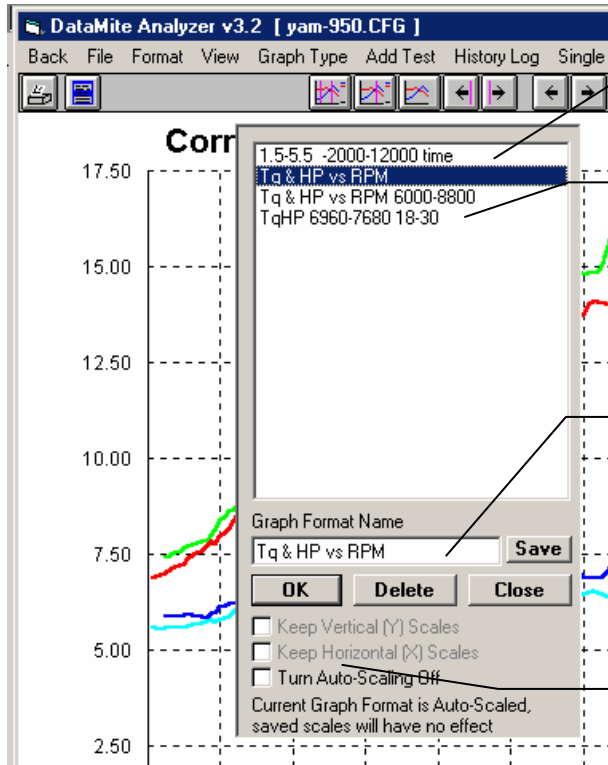 DataMite Analyzer v3.2 [ yam-950.CFG ]
Back File Format View Graph Type Add Test History Log Single
Corr
1.5-5.5 -2000-12000 time
Tq & HP vs RPM
Tq & HP vs RPM 6000-8800
TqHP 6960-7680 18-30
17.50
15.00
12.50
10.00
7.50
5.00
2.50
Graph Format Name
Tq & HP vs RPM
Save
OK Delete Close
Keep Vertical (Y) Scales
Keep Horizontal (X) Scales
Turn Auto-Scaling Off
Current Graph Format is Auto-Scaled,
saved scales will have no effect